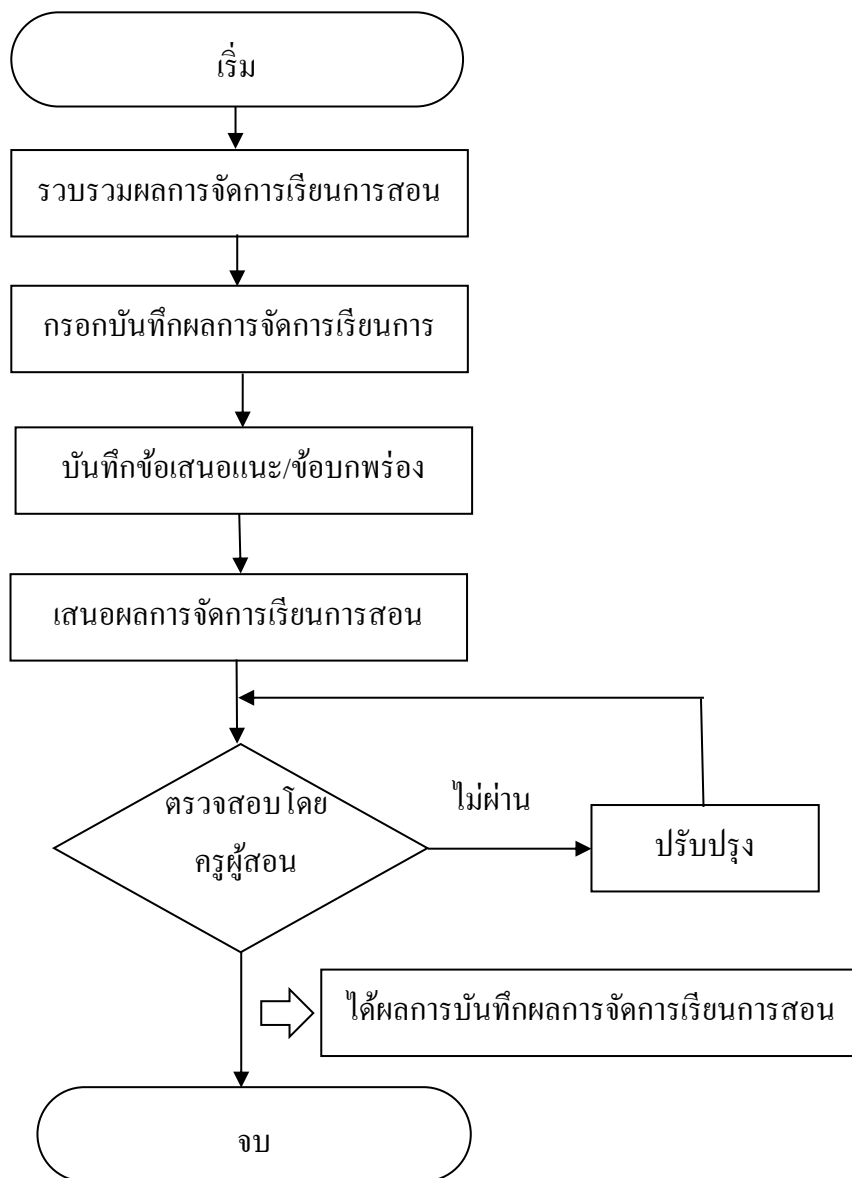 เริ่ม
รวบรวมผลการจัดการเรียนการสอน
กรอกบันทึกผลการจัดการเรียนการ
บันทึกข้อเสนอแนะ/ข้อบกพร่อง
เสนอผลการจัดการเรียนการสอน
ตรวจสอบโดย
ครูผู้สอน
ไม่ผ่าน
ปรับปรุง
ได้ผลการบันทึกผลการจัดการเรียนการสอน
จบ